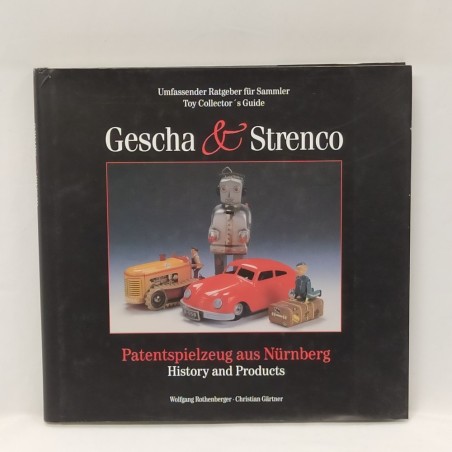 Umfassender Ratgeber für Sammler
Toy Collector´s Guide
Gescha & Strenco
Patentspielzeug aus Nürnberg
History and Products
Wolfgang Rothenberger · Christian Gärtner